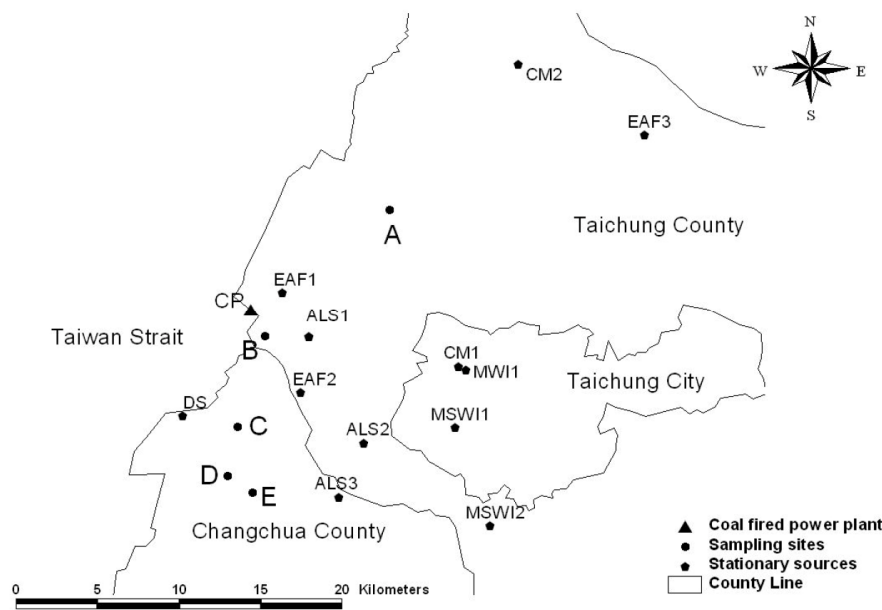 N
CM2
W E
S
EAF3
A
Taichung County
EAF1
CP
ALS1
Taiwan Strait
B
CM1
MWI1
Taichung City
EAF2
DS
MSWI1
C
ALS2
D
E
ALS3
MSWI2
Changchua County
Coal fired power plant
Sampling sites
Stationary sources
County Line
0 5 10 15 20 Kilometers